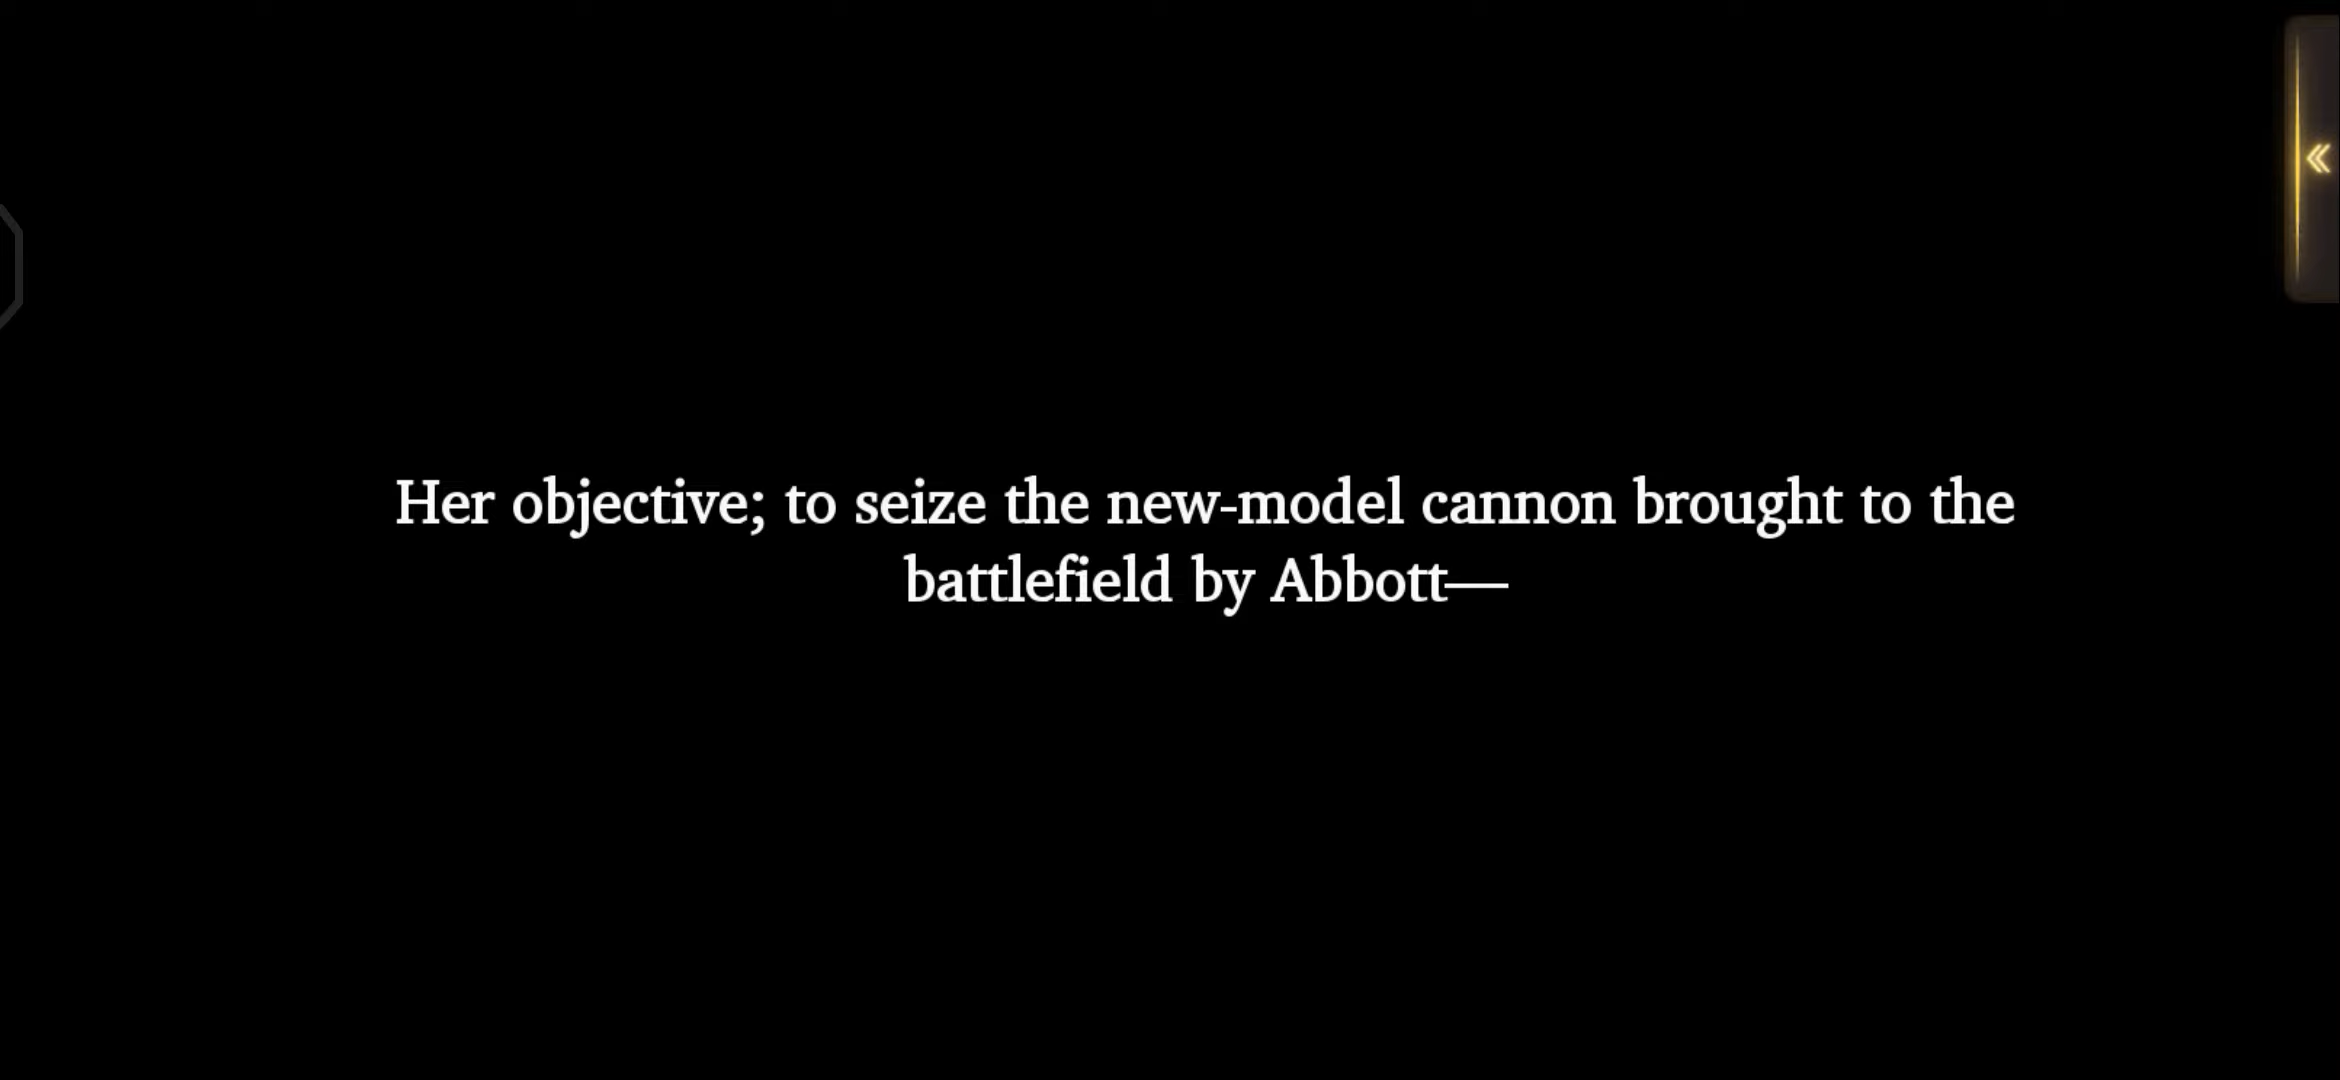 Her objective; to seize the new-model cannon brought to the
battlefield by Abbott—